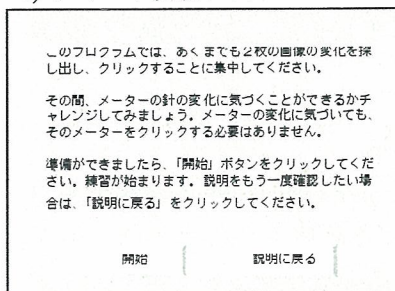 このプログラムでは、あくまでも2枚の画像の変化を探
し出し、クリックすることに集中してください。
その間、メーターの針の変化に気づくことができるかチ
ャレンジしてみましょう。メーターの変化に気づいても、
そのメーターをクリックする必要はありません。
準備ができましたら、「開始」ボタンをクリックしてくだ
さい。練習が始まります。説明をもう一度確認したい場
合は、「説明に戻る」をクリックしてください。
開始
説明に戻る